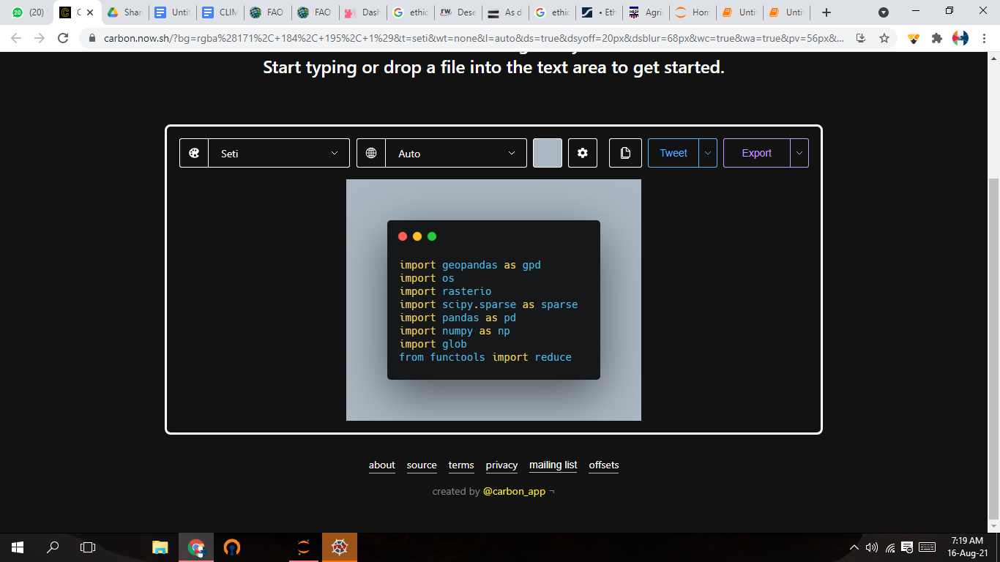 (20)
C
Shar
Untit
CLIM
FAO
FAO
Dash
ethic
Dese
As d
ethic
• Eth
Agri
Hom
Untit
Untit
carbon.now.sh/?bg=rgba%28171%2C+184%2C+195%2C+1%29&t=seti&wt=none&l=auto&ds=true&dsyoff=20px&dsblur=68px&wc=true&wa=true&pv=56px&...
Start typing or drop a file into the text area to get started.
Seti
Auto
Tweet
Export
import geopandas as gpd
import os
import rasterio
import scipy.sparse as sparse
import pandas as pd
import numpy as np
import glob
from functools import reduce
about source terms privacy mailing list offsets
created by @carbon_app ¬
7:19 AM
16-Aug-21